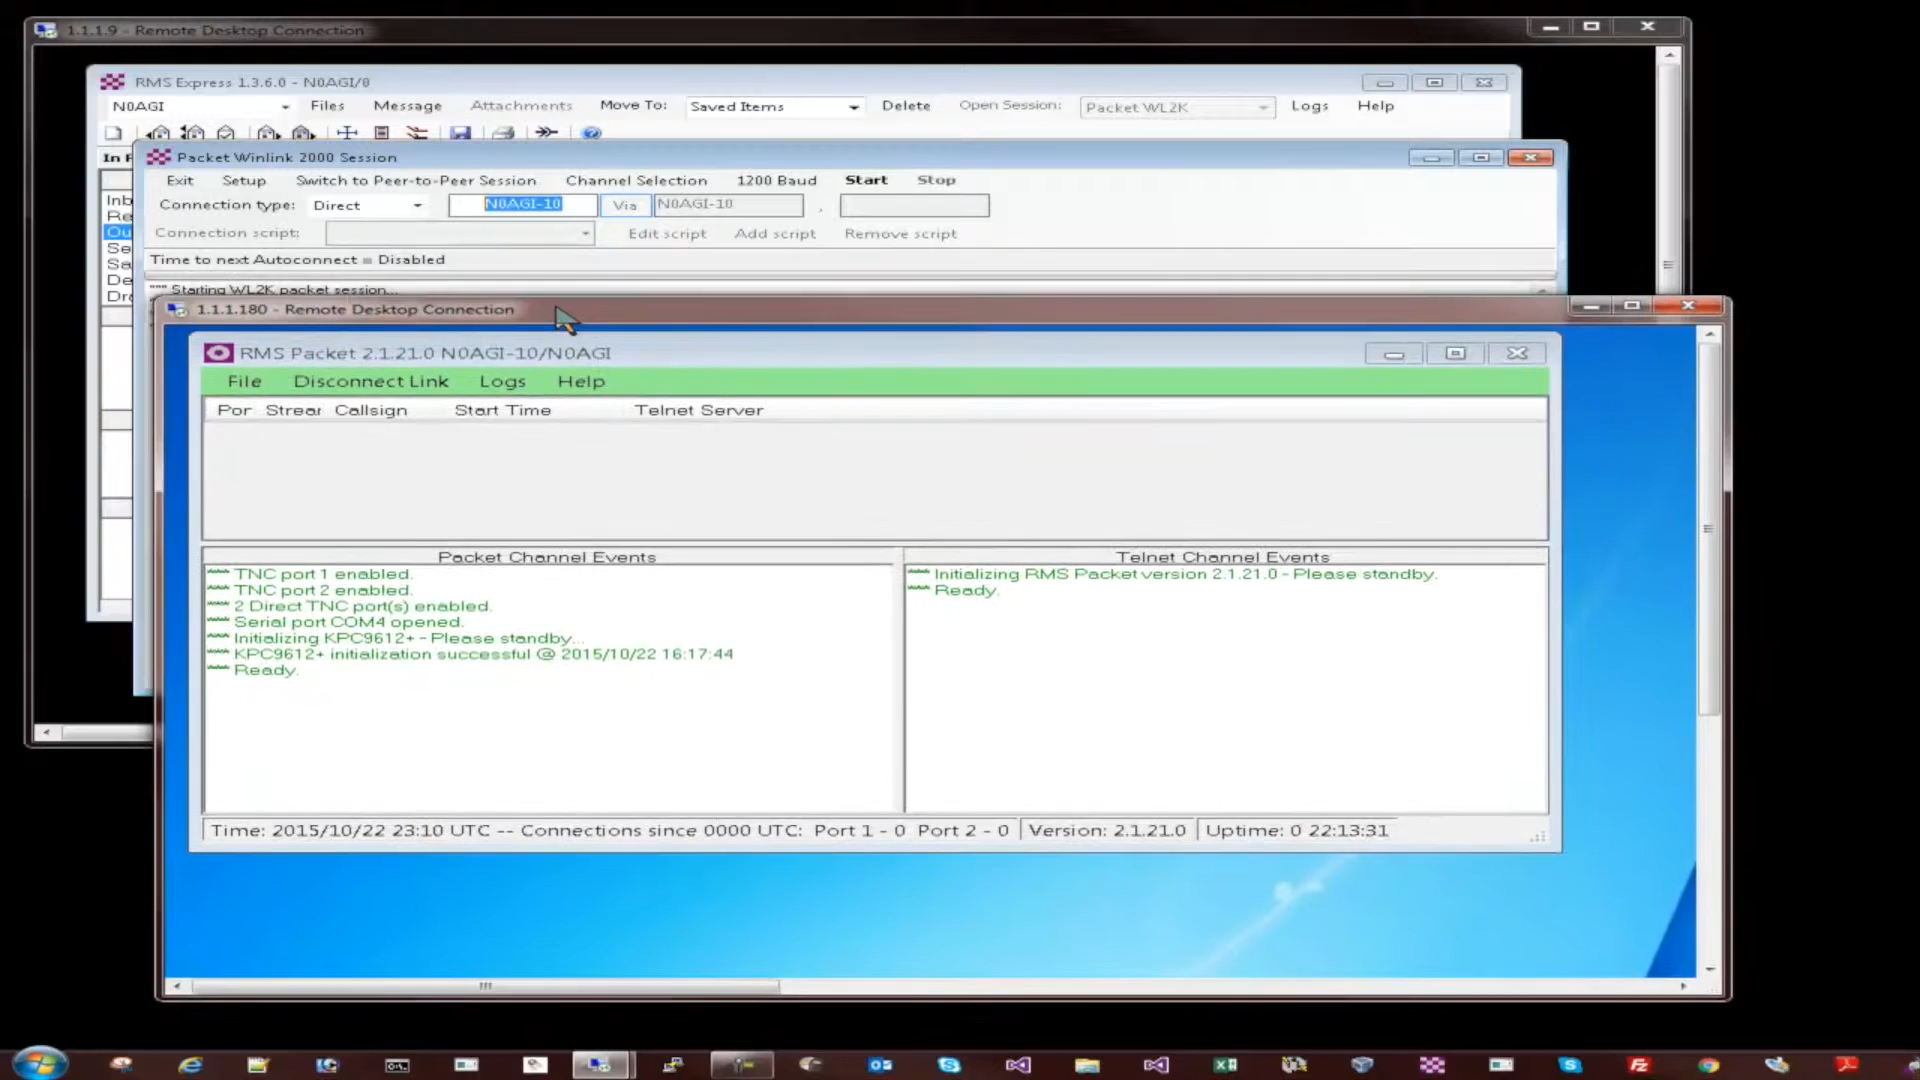 1.1.1.9 - Remote Desktop Connection
RMS Express 1.3.6.0 - N0AGI/0
N0AGI Files Message Attachments Move To: Saved Items Delete Open Session: Packet WL2K Logs Help
In F
Packet Winlink 2000 Session
Exit Setup Switch to Peer-to-Peer Session Channel Selection 1200 Baud Start Stop
Inb
Connection type: Direct N0AGI-10 Via N0AGI-10 ,
Re
Ou
Connection script: Edit script Add script Remove script
Se
Time to next Autoconnect = Disabled
Sa
De
*** Starting WL2K packet session...
Dra
1.1.1.180 - Remote Desktop Connection
RMS Packet 2.1.21.0 N0AGI-10/N0AGI
File Disconnect Link Logs Help
Por Strear Callsign Start Time Telnet Server
Packet Channel Events
*** TNC port 1 enabled.
*** TNC port 2 enabled.
*** 2 Direct TNC port(s) enabled.
*** Serial port COM4 opened.
*** Initializing KPC9612+ - Please standby...
*** KPC9612+ initialization successful @ 2015/10/22 16:17:44
*** Ready.
Telnet Channel Events
*** Initializing RMS Packet version 2.1.21.0 - Please standby.
*** Ready.
Time: 2015/10/22 23:10 UTC -- Connections since 0000 UTC: Port 1 - 0 Port 2 - 0 Version: 2.1.21.0 Uptime: 0 22:13:31